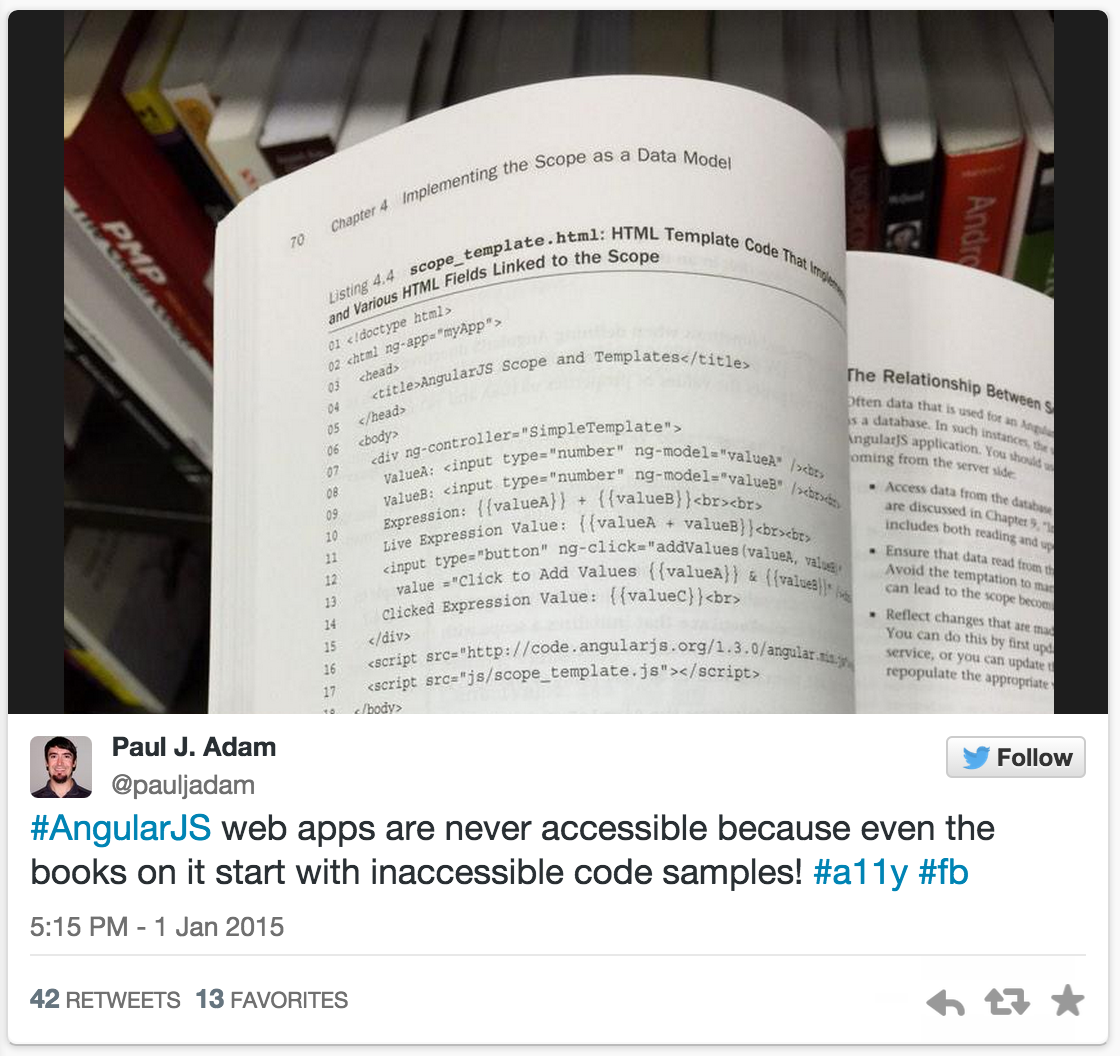 PMP
Andro
70 Chapter 4 Implementing the Scope as a Data Model
Listing 4.4 scope_template.html: HTML Template Code That
and Various HTML Fields Linked to the Scope
01 <!doctype html>
02 <html ng-app="myApp">
03 <head>
04 <title>AngularJS Scope and Templates</title>
05 </head>
06 <body>
07 <div ng-controller="SimpleTemplate">
08 ValueA: <input type="number" ng-model="valueA" /><br>
09 ValueB: <input type="number" ng-model="valueB" /><br><br>
10 Expression: {{valueA}} + {{valueB}}<br><br>
11 Live Expression Value: {{valueA + valueB}}<br><br>
12 <input type="button" ng-click="addValues(valueA, valueB)"
13 value ="Click to Add Values {{valueA}} & {{valueB}}"
14 Clicked Expression Value: {{valueC}}<br>
15 </div>
16 <script src="http://code.angularjs.org/1.3.0/angular.min.js"
17 <script src="js/scope_template.js"></script>
</body>
The Relationship Between
Often data that is used for an
as a database. In such instances, the
AngularJS application. You should
coming from the server side:
▪ Access data from the database
are discussed in Chapter 9,
includes both reading and
▪ Ensure that data read from
Avoid the temptation to
can lead to the scope
▪ Reflect changes that are
You can do this by first
service, or you can update
repopulate the appropriate
Paul J. Adam
@pauljadam
Follow
#AngularJS web apps are never accessible because even the
books on it start with inaccessible code samples! #a11y #fb
5:15 PM - 1 Jan 2015
42 RETWEETS 13 FAVORITES